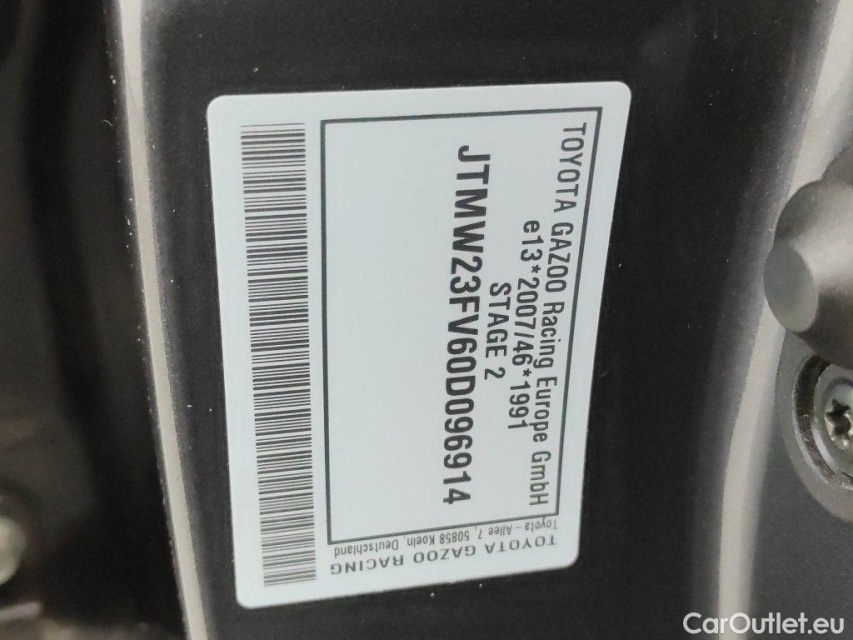 TOYOTA GAZOO Racing Europe GmbH
e13*2007/46*1991
STAGE 2
JTMW23FV60D096914
TOYOTA GAZOO RACING
Toyota-Allee 7, 50858 Koeln, Deutschland
CarOutlet.eu